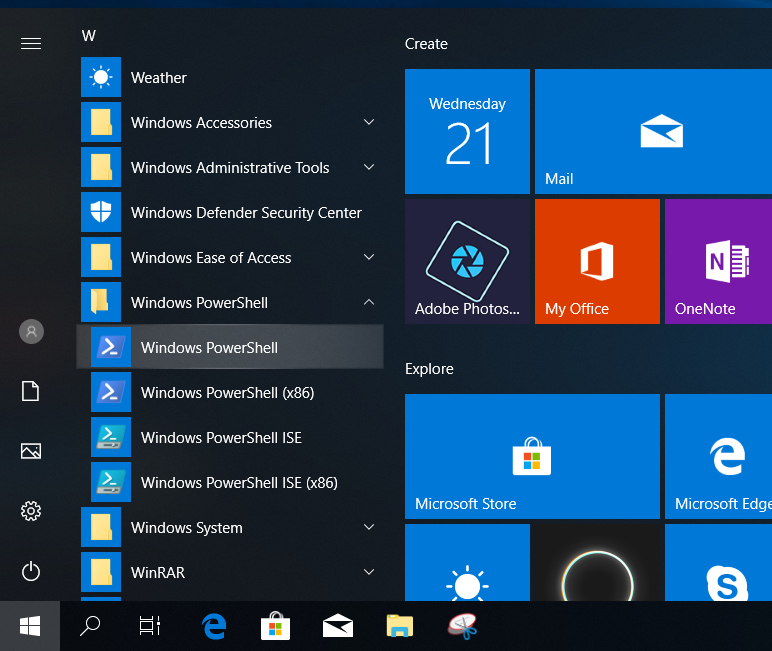 W
Weather
Windows Accessories
Windows Administrative Tools
Windows Defender Security Center
Windows Ease of Access
Windows PowerShell
Windows PowerShell
Windows PowerShell (x86)
Windows PowerShell ISE
Windows PowerShell ISE (x86)
Windows System
WinRAR
Create
Wednesday
21
Mail
Adobe Photos...
My Office
N
OneNote
Explore
Microsoft Store
Microsoft Edge
S